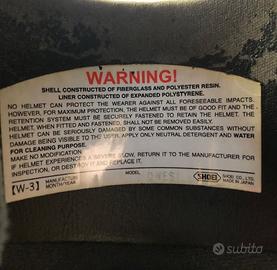 WARNING!
SHELL CONSTRUCTED OF FIBERGLASS AND POLYESTER RESIN.
LINER CONSTRUCTED OF EXPANDED POLYSTYRENE.
NO HELMET CAN PROTECT THE WEARER AGAINST ALL FORESEEABLE IMPACTS.
HOWEVER, FOR MAXIMUM PROTECTION, THE HELMET MUST BE OF GOOD FIT AND THE
RETENTION SYSTEM MUST BE SECURELY FASTENED TO RETAIN THE HELMET. THE
HELMET, WHEN FITTED AND FASTENED, SHALL NOT BE REMOVED EASILY.
HELMET CAN BE SERIOUSLY DAMAGED BY SOME COMMON SUBSTANCES WITHOUT
DAMAGE BEING VISIBLE TO THE USER. APPLY ONLY NEUTRAL DETERGENT and WATER
FOR CLEANING PURPOSE.
MAKE NO MODIFICATIONS.
IF HELMET EXPERIENCES A SEVERE BLOW, RETURN IT TO THE MANUFACTURER FOR
INSPECTION, OR DESTROY IT AND REPLACE IT.
[W-3] MANUFACTURE MODEL SHOEI SHOEI CO., LTD.
MONTH/YEAR MADE IN JAPAN
subito